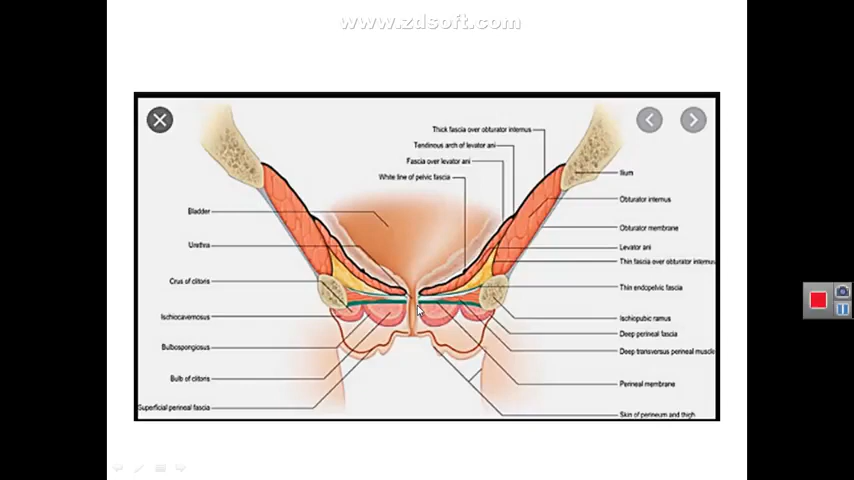 www.zdsoft.com
Thick fascia over obturator internus
Tendinous arch of levator ani
Fascia over levator ani
White line of pelvic fascia
Bladder
Urethra
Crus of clitoris
Ischiocavernosus
Bulbospongiosus
Bulb of clitoris
Superficial perineal fascia
Ilium
Obturator internus
Obturator membrane
Levator ani
Thin fascia over obturator internus
Thin endopelvic fascia
Ischiopubic ramus
Deep perineal fascia
Deep transversus perineal muscle
Perineal membrane
Skin of perineum and thigh